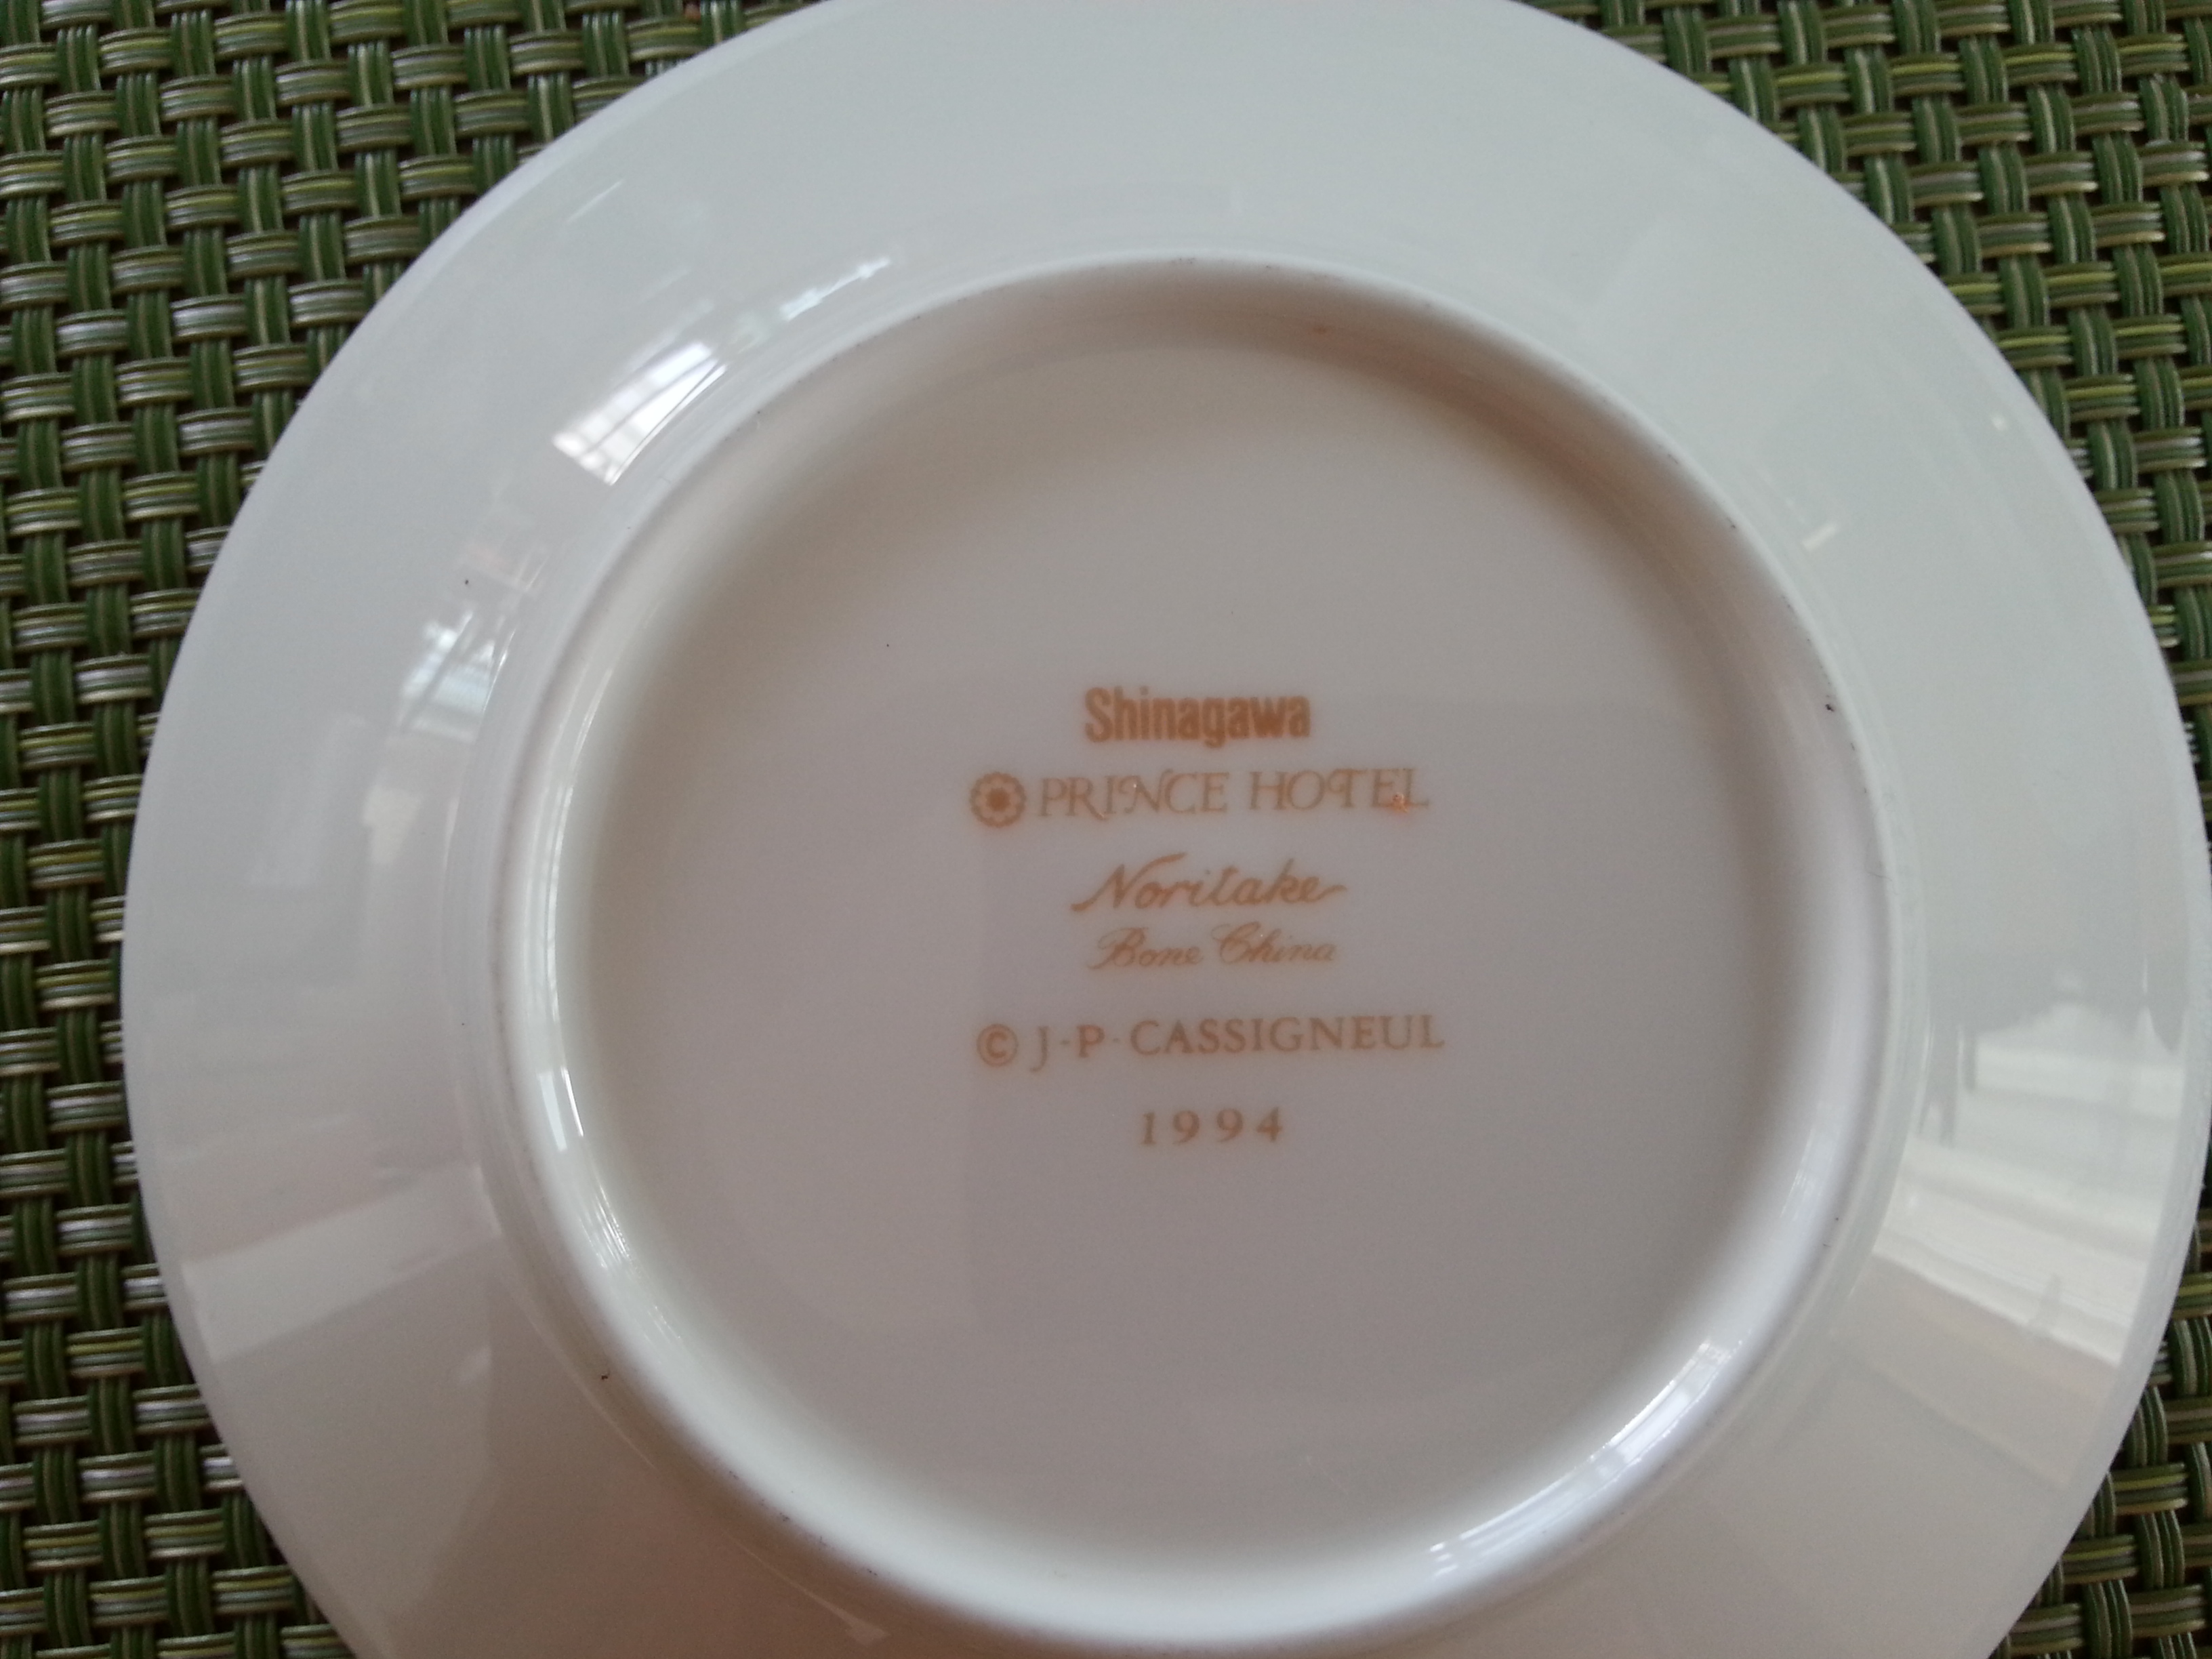 Shinagawa
PRINCE HOTEL
Noritake
Bone China
© J·P·CASSIGNEUL
1994